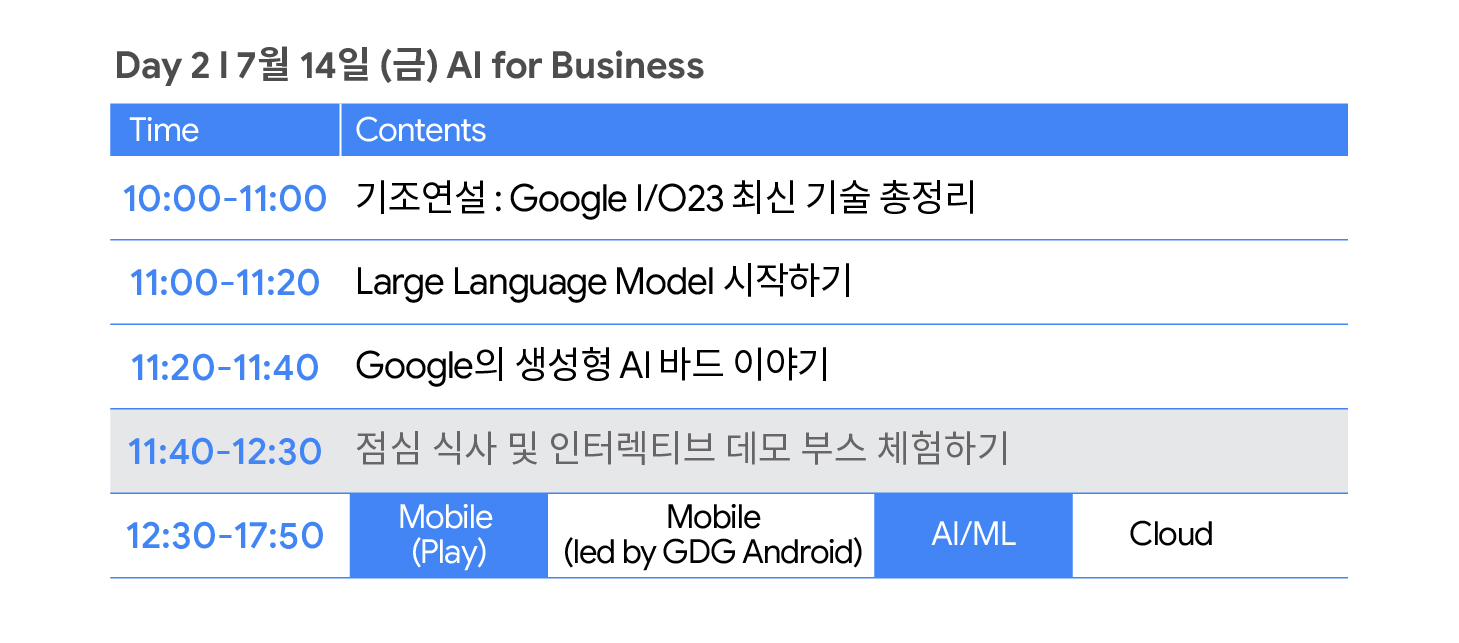 Day 2 l 7월 14일 (금) AI for Business
Time Contents
10:00-11:00 기조연설 : Google I/O23 최신 기술 총정리
11:00-11:20 Large Language Model 시작하기
11:20-11:40 Google의 생성형 AI 바드 이야기
11:40-12:30 점심 식사 및 인터렉티브 데모 부스 체험하기
12:30-17:50
Mobile
(Play)
Mobile
(led by GDG Android)
AI/ML
Cloud